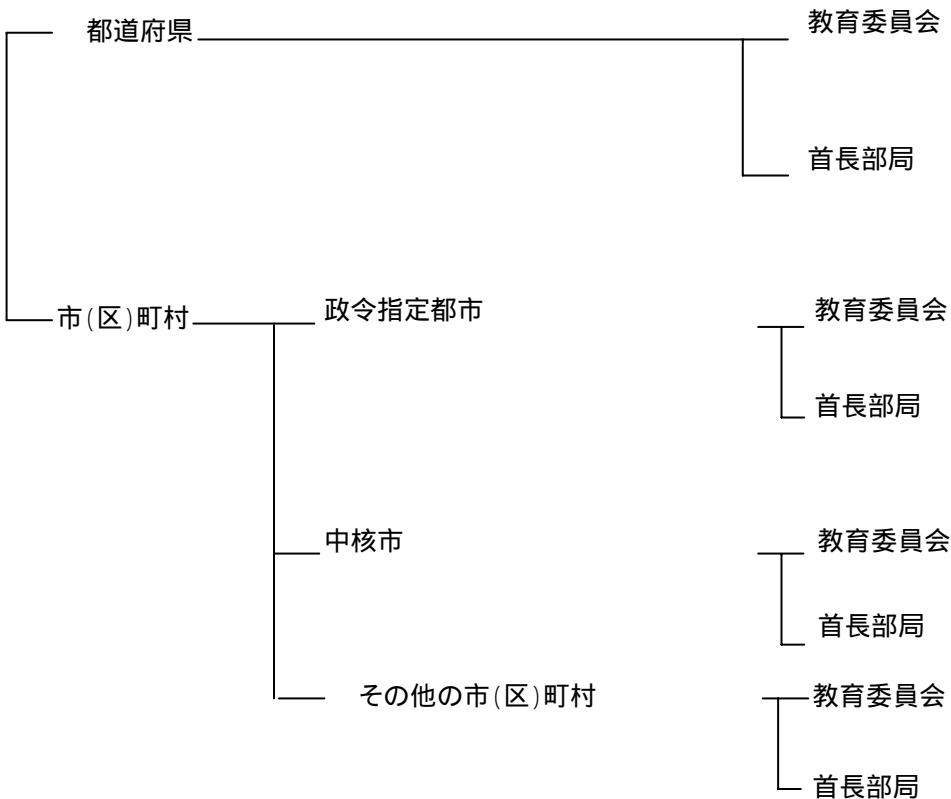 都道府県
教育委員会
首長部局
市(区)町村
政令指定都市
教育委員会
首長部局
中核市
教育委員会
首長部局
その他の市(区)町村
教育委員会
首長部局